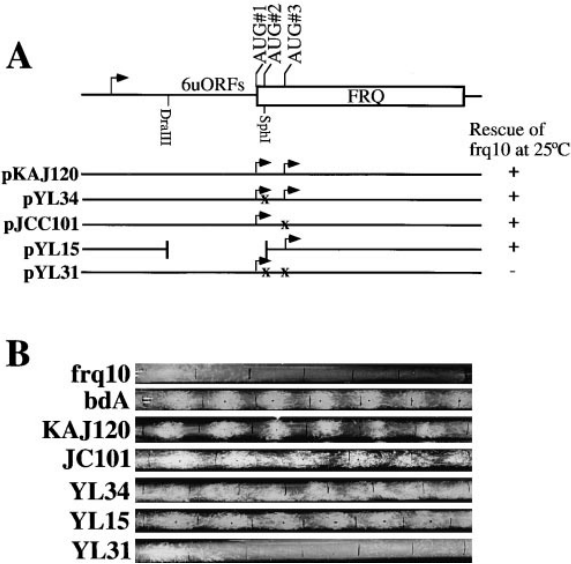 A
AUG#1
AUG#2
AUG#3
6uORFs
FRQ
DraIII
SphI
Rescue of
frq10 at 25ºC
pKAJ120 +
pYL34 x +
pJCC101 x +
pYL15 +
pYL31 x x -
B
frq10
bdA
KAJ120
JC101
YL34
YL15
YL31